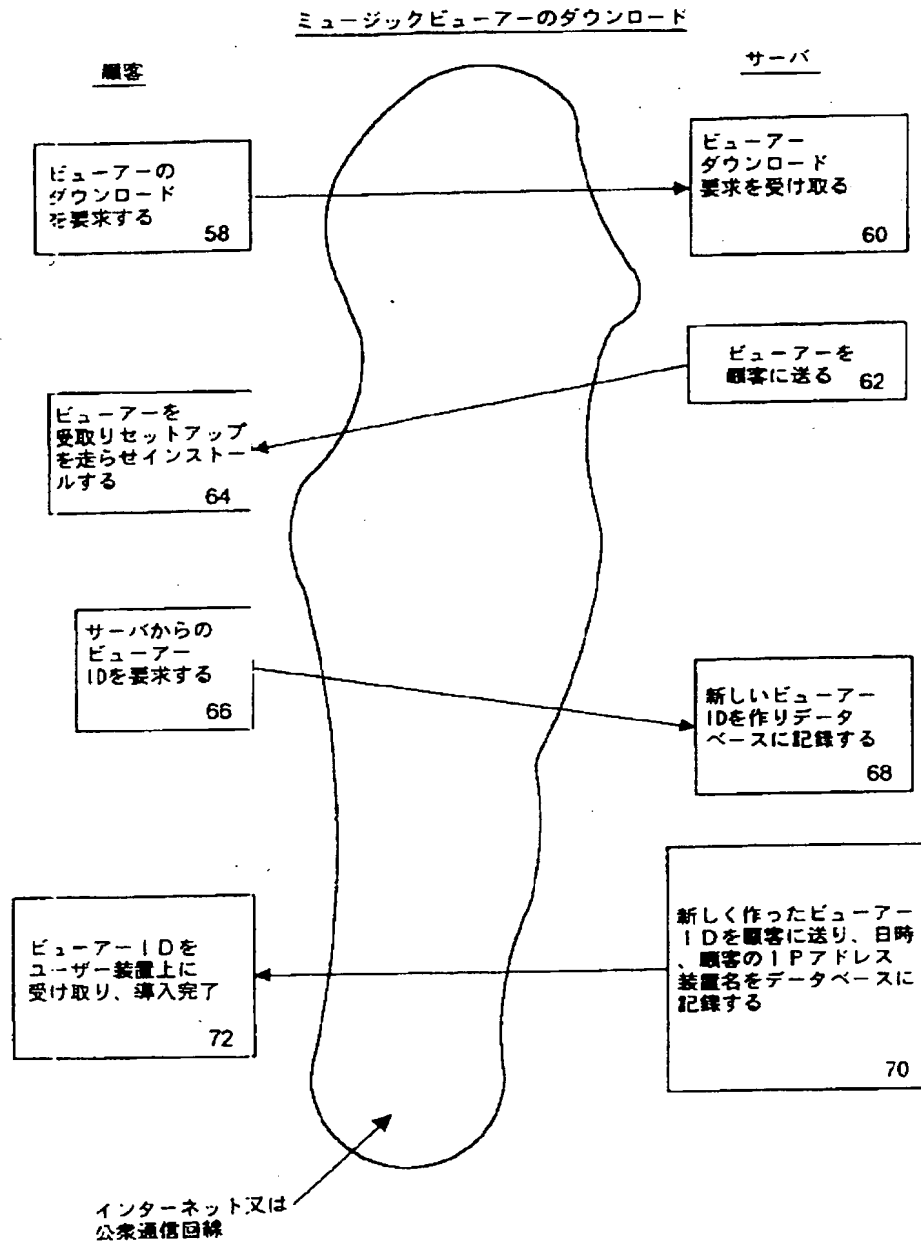 ミュージックビューアーのダウンロード
顧客
サーバ
ビューアーの
ダウンロード
を要求する
58
ビューアー
ダウンロード
要求を受け取る
60
ビューアーを
顧客に送る 62
ビューアーを
受取りセットアップ
を走らせインストー
ルする
64
サーバからの
ビューアー
IDを要求する
66
新しいビューアー
IDを作りデータ
ベースに記録する
68
新しく作ったビューアー
IDを顧客に送り、日時
、顧客のIPアドレス
装置名をデータベースに
記録する
70
ビューアーIDを
ユーザー装置上に
受け取り、導入完了
72
インターネット又は
公衆通信回線